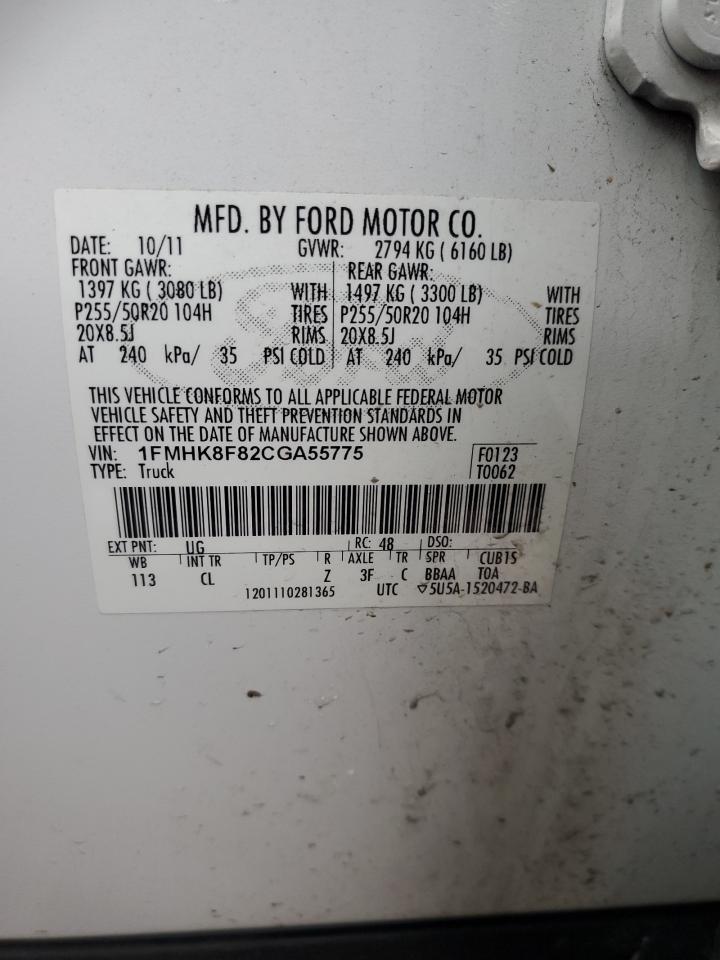 MFD. BY FORD MOTOR CO.
DATE: 10/11 GVWR: 2794 KG ( 6160 LB)
FRONT GAWR: REAR GAWR:
1397 KG ( 3080 LB) WITH 1497 KG ( 3300 LB) WITH
P255/50R20 104H TIRES P255/50R20 104H TIRES
20X8.5J RIMS 20X8.5J RIMS
AT 240 kPa/ 35 PSI COLD AT 240 kPa/ 35 PSI COLD
THIS VEHICLE CONFORMS TO ALL APPLICABLE FEDERAL MOTOR
VEHICLE SAFETY AND THEFT PREVENTION STANDARDS IN
EFFECT ON THE DATE OF MANUFACTURE SHOWN ABOVE.
VIN: 1FMHK8F82CGA55775 F0123
TYPE: Truck T0062
EXT PNT: UG RC: 48 DSO:
WB INT TR TP/PS R AXLE TR SPR CUB1S
113 CL Z 3F C BBAA T0A
1201110281365 UTC ▽5U5A-1520472-BA